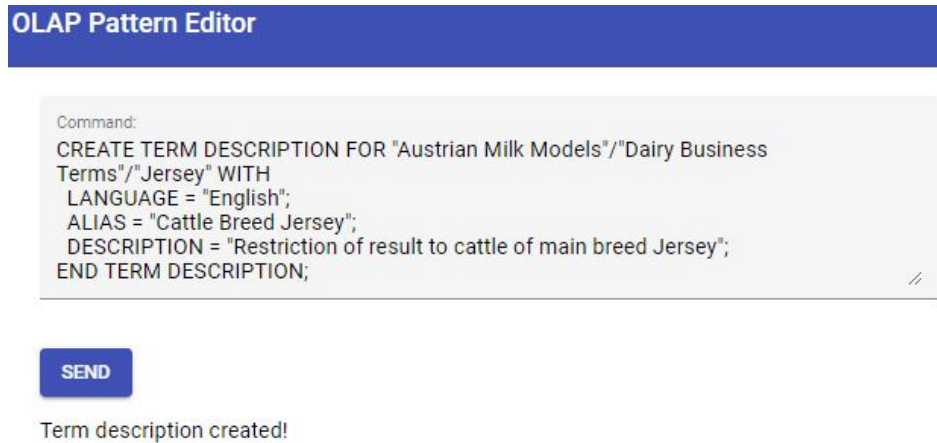 OLAP Pattern Editor
Command:
CREATE TERM DESCRIPTION FOR "Austrian Milk Models"/"Dairy Business
Terms"/"Jersey" WITH
LANGUAGE = "English";
ALIAS = "Cattle Breed Jersey";
DESCRIPTION = "Restriction of result to cattle of main breed Jersey";
END TERM DESCRIPTION;
SEND
Term description created!